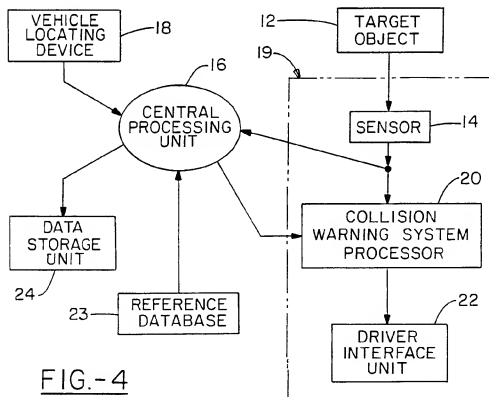 VEHICLE
LOCATING
DEVICE
18
12
TARGET
OBJECT
19
16
CENTRAL
PROCESSING
UNIT
SENSOR
14
20
COLLISION
WARNING SYSTEM
PROCESSOR
DATA
STORAGE
UNIT
24
23
REFERENCE
DATABASE
22
DRIVER
INTERFACE
UNIT
FIG.-4